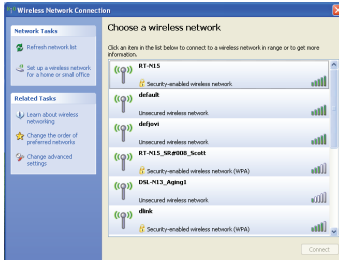 Wireless Network Connection
Network Tasks
Refresh network list
Set up a wireless network
for a home or small office
Related Tasks
Learn about wireless
networking
Change the order of
preferred networks
Change advanced
settings
Choose a wireless network
Click an item in the list below to connect to a wireless network in range or to get more
information.
RT-N15
Security-enabled wireless network
default
Unsecured wireless network
defjovi
Unsecured wireless network
RT-N15_SR#008_Scott
Security-enabled wireless network (WPA)
DSL-N13_Aging1
Unsecured wireless network
dlink
Security-enabled wireless network (WPA)
Connect